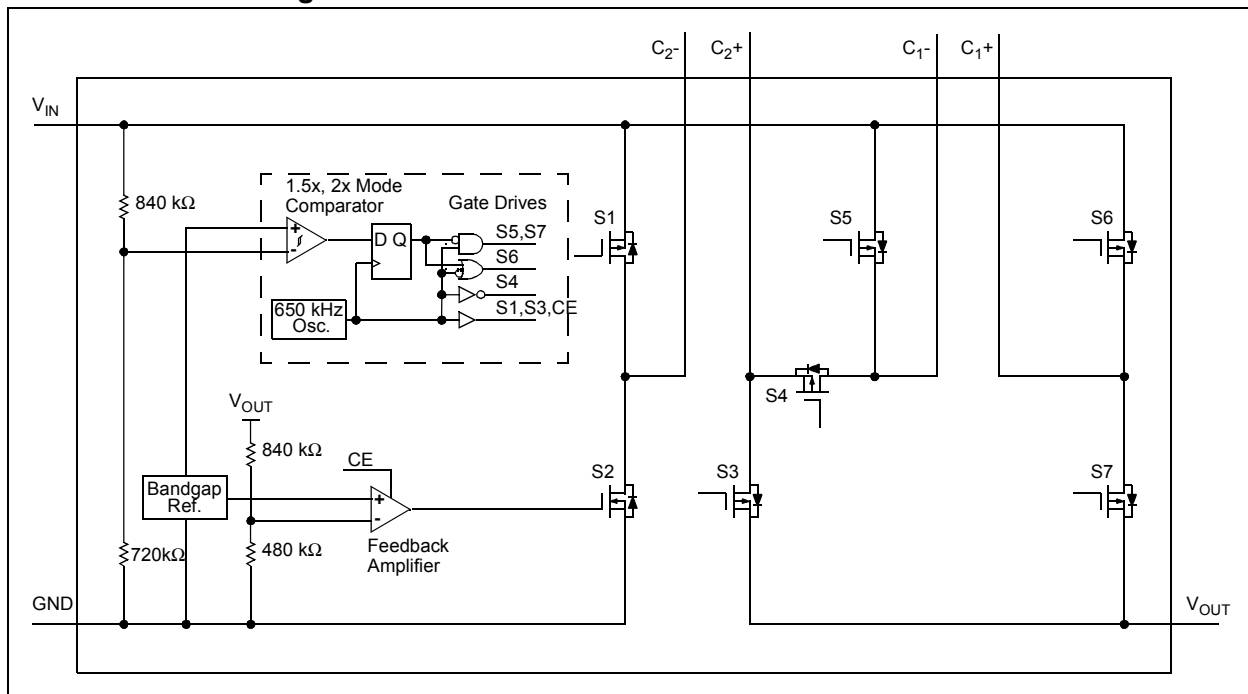 C2- C2+ C1- C1+
VIN
840 kΩ
1.5x, 2x Mode
Comparator
Gate Drives
+
-
D Q
S5,S7
S6
S4
S1,S3,CE
650 kHz
Osc.
S1
S5
S6
S4
VOUT
840 kΩ
CE
Bandgap
Ref.
+
-
Feedback
Amplifier
S2
S3
S7
720kΩ
480 kΩ
GND
VOUT